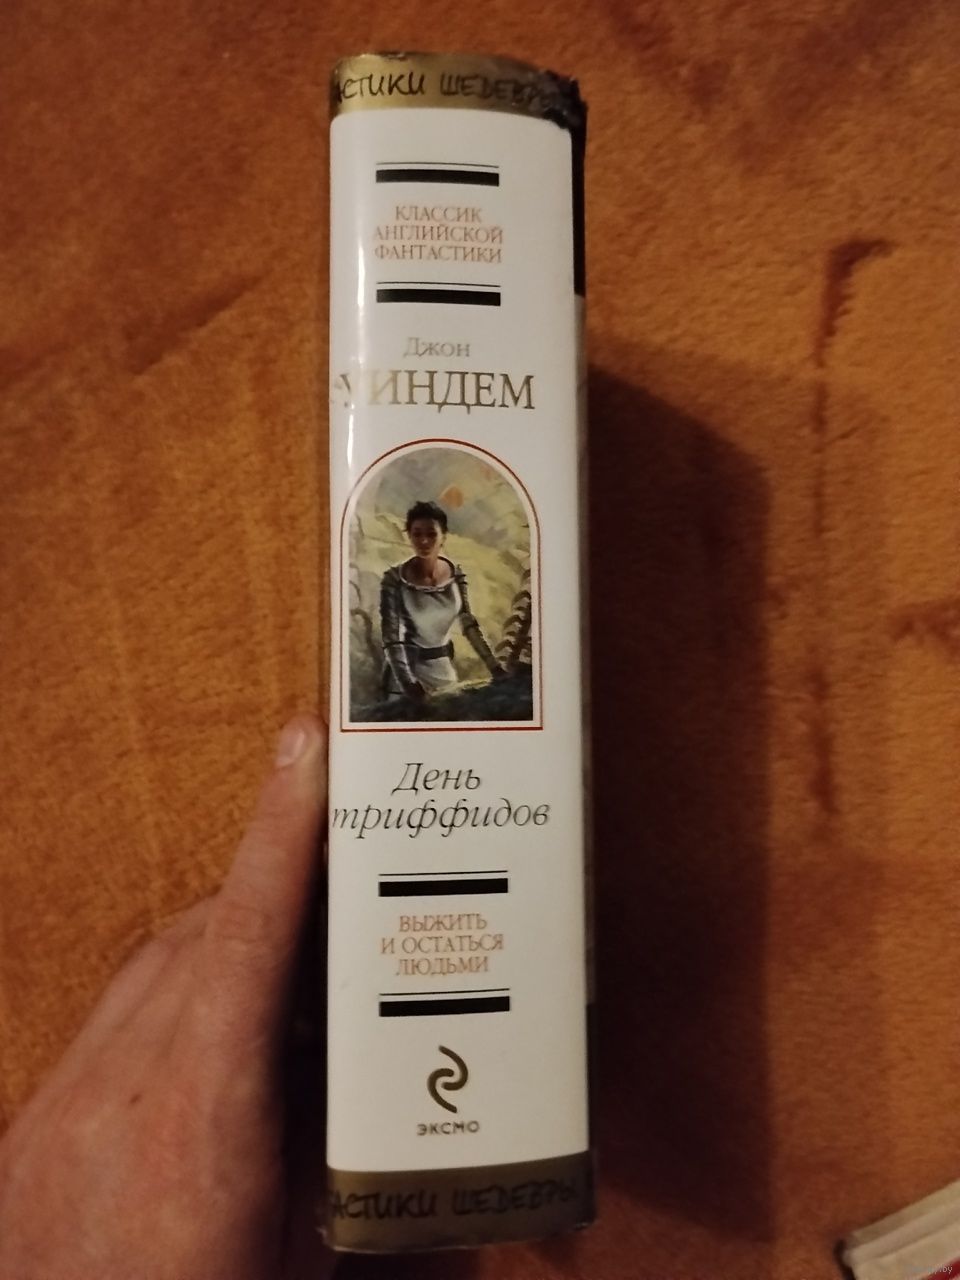 АСТИКИ ШЕДЕВРЫ
КЛАССИК
АНГЛИЙСКОЙ
ФАНТАСТИКИ
Джон
УИНДЕМ
День
триффидов
ВЫЖИТЬ
И ОСТАТЬСЯ
ЛЮДЬМИ
ЭКСМО
АСТИКИ ШЕДЕВРЫ